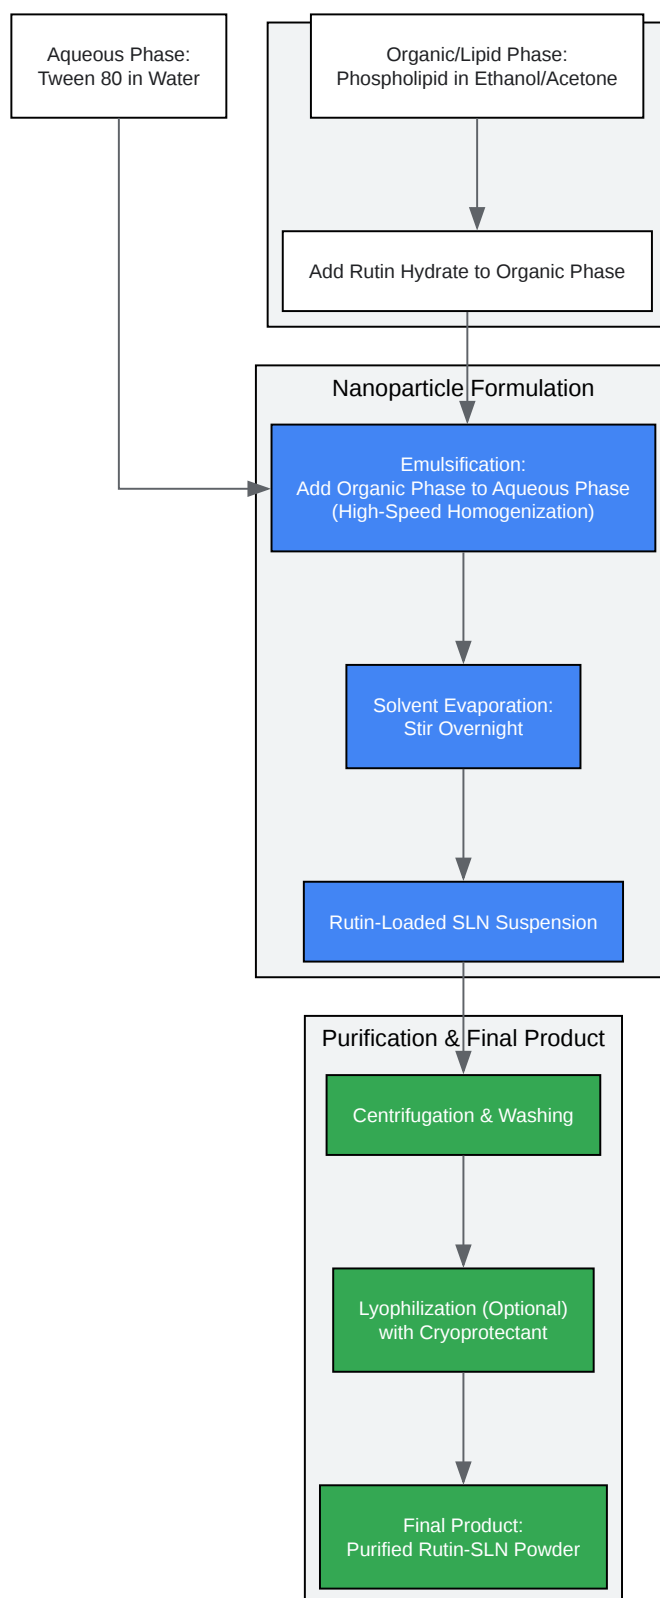 Aqueous Phase:
Tween 80 in Water
Organic/Lipid Phase:
Phospholipid in Ethanol/Acetone
Add Rutin Hydrate to Organic Phase
Nanoparticle Formulation
Emulsification:
Add Organic Phase to Aqueous Phase
(High-Speed Homogenization)
Solvent Evaporation:
Stir Overnight
Rutin-Loaded SLN Suspension
Purification & Final Product
Centrifugation & Washing
Lyophilization (Optional)
with Cryoprotectant
Final Product:
Purified Rutin-SLN Powder